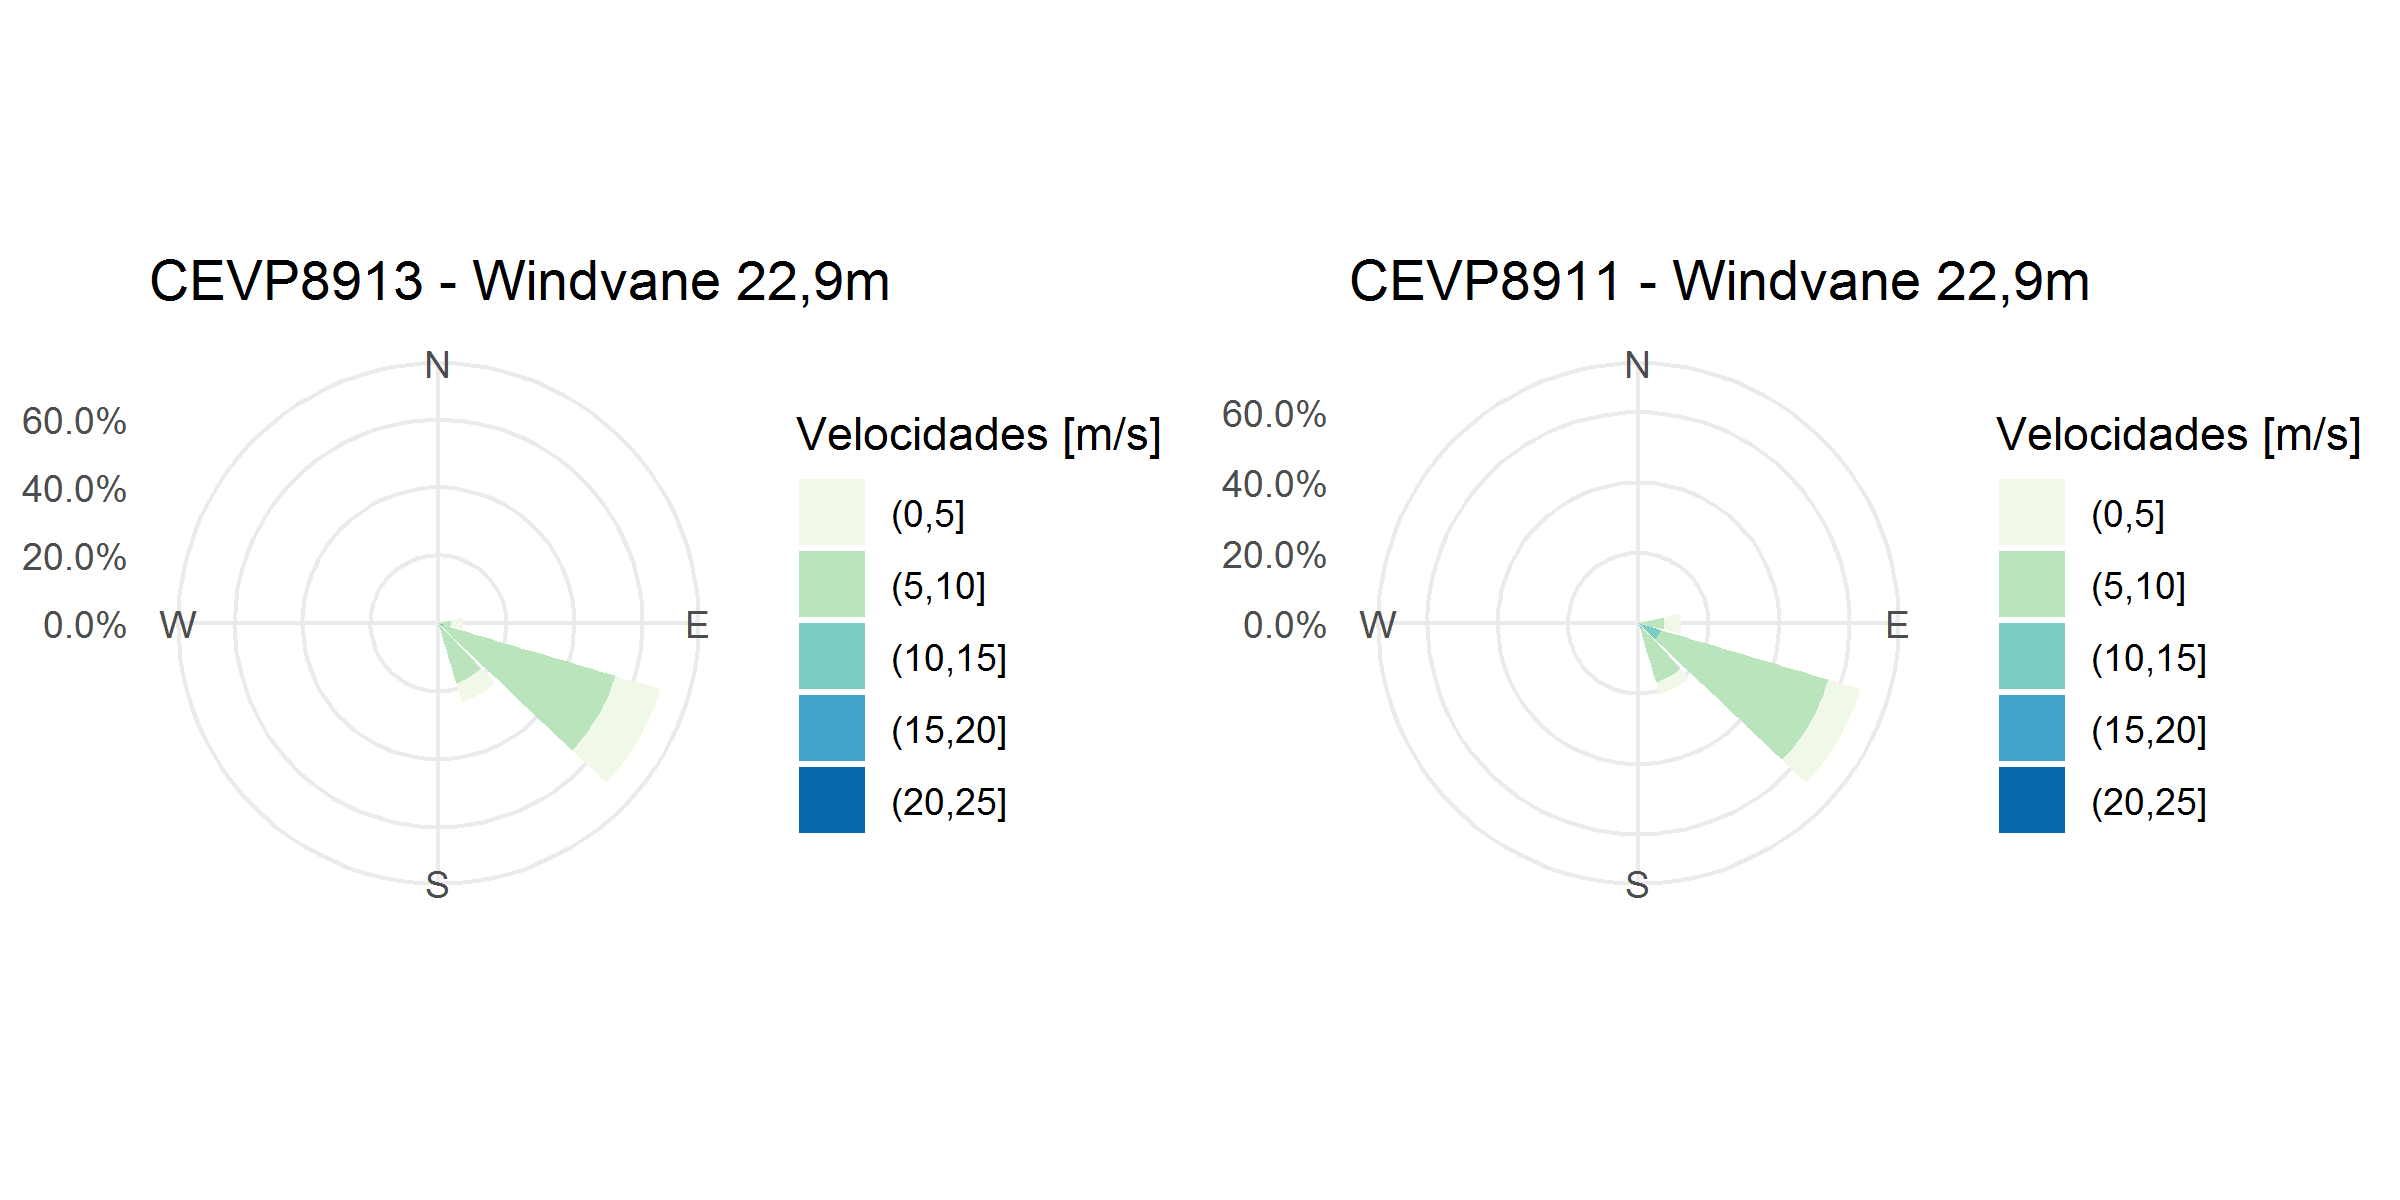 CEVP8913 - Windvane 22,9m
N
60.0%
40.0%
20.0%
0.0%
W
E
S
Velocidades [m/s]
(0,5]
(5,10]
(10,15]
(15,20]
(20,25]
CEVP8911 - Windvane 22,9m
N
60.0%
40.0%
20.0%
0.0%
W
E
S
Velocidades [m/s]
(0,5]
(5,10]
(10,15]
(15,20]
(20,25]